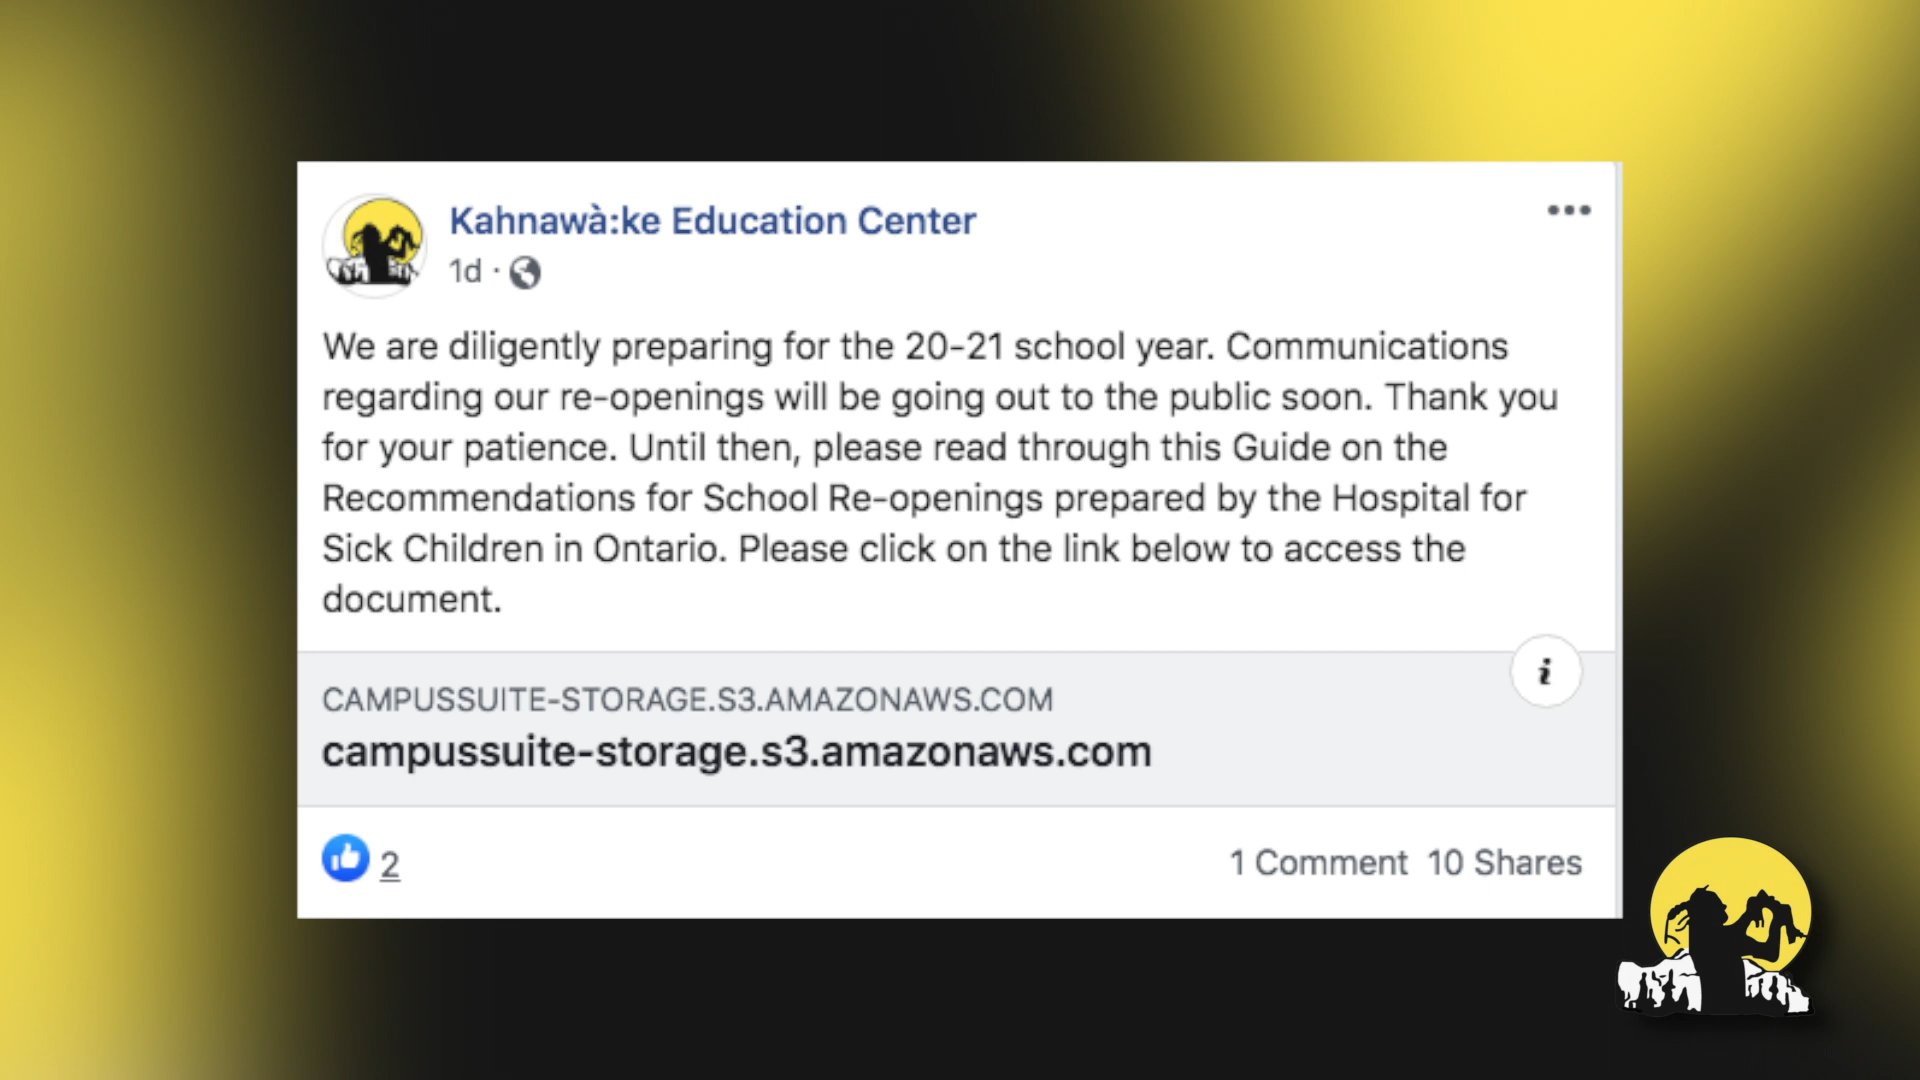 Kahnawà:ke Education Center
1d ·
We are diligently preparing for the 20-21 school year. Communications
regarding our re-openings will be going out to the public soon. Thank you
for your patience. Until then, please read through this Guide on the
Recommendations for School Re-openings prepared by the Hospital for
Sick Children in Ontario. Please click on the link below to access the
document.
i
CAMPUSSUITE-STORAGE.S3.AMAZONAWS.COM
campussuite-storage.s3.amazonaws.com
2
1 Comment 10 Shares